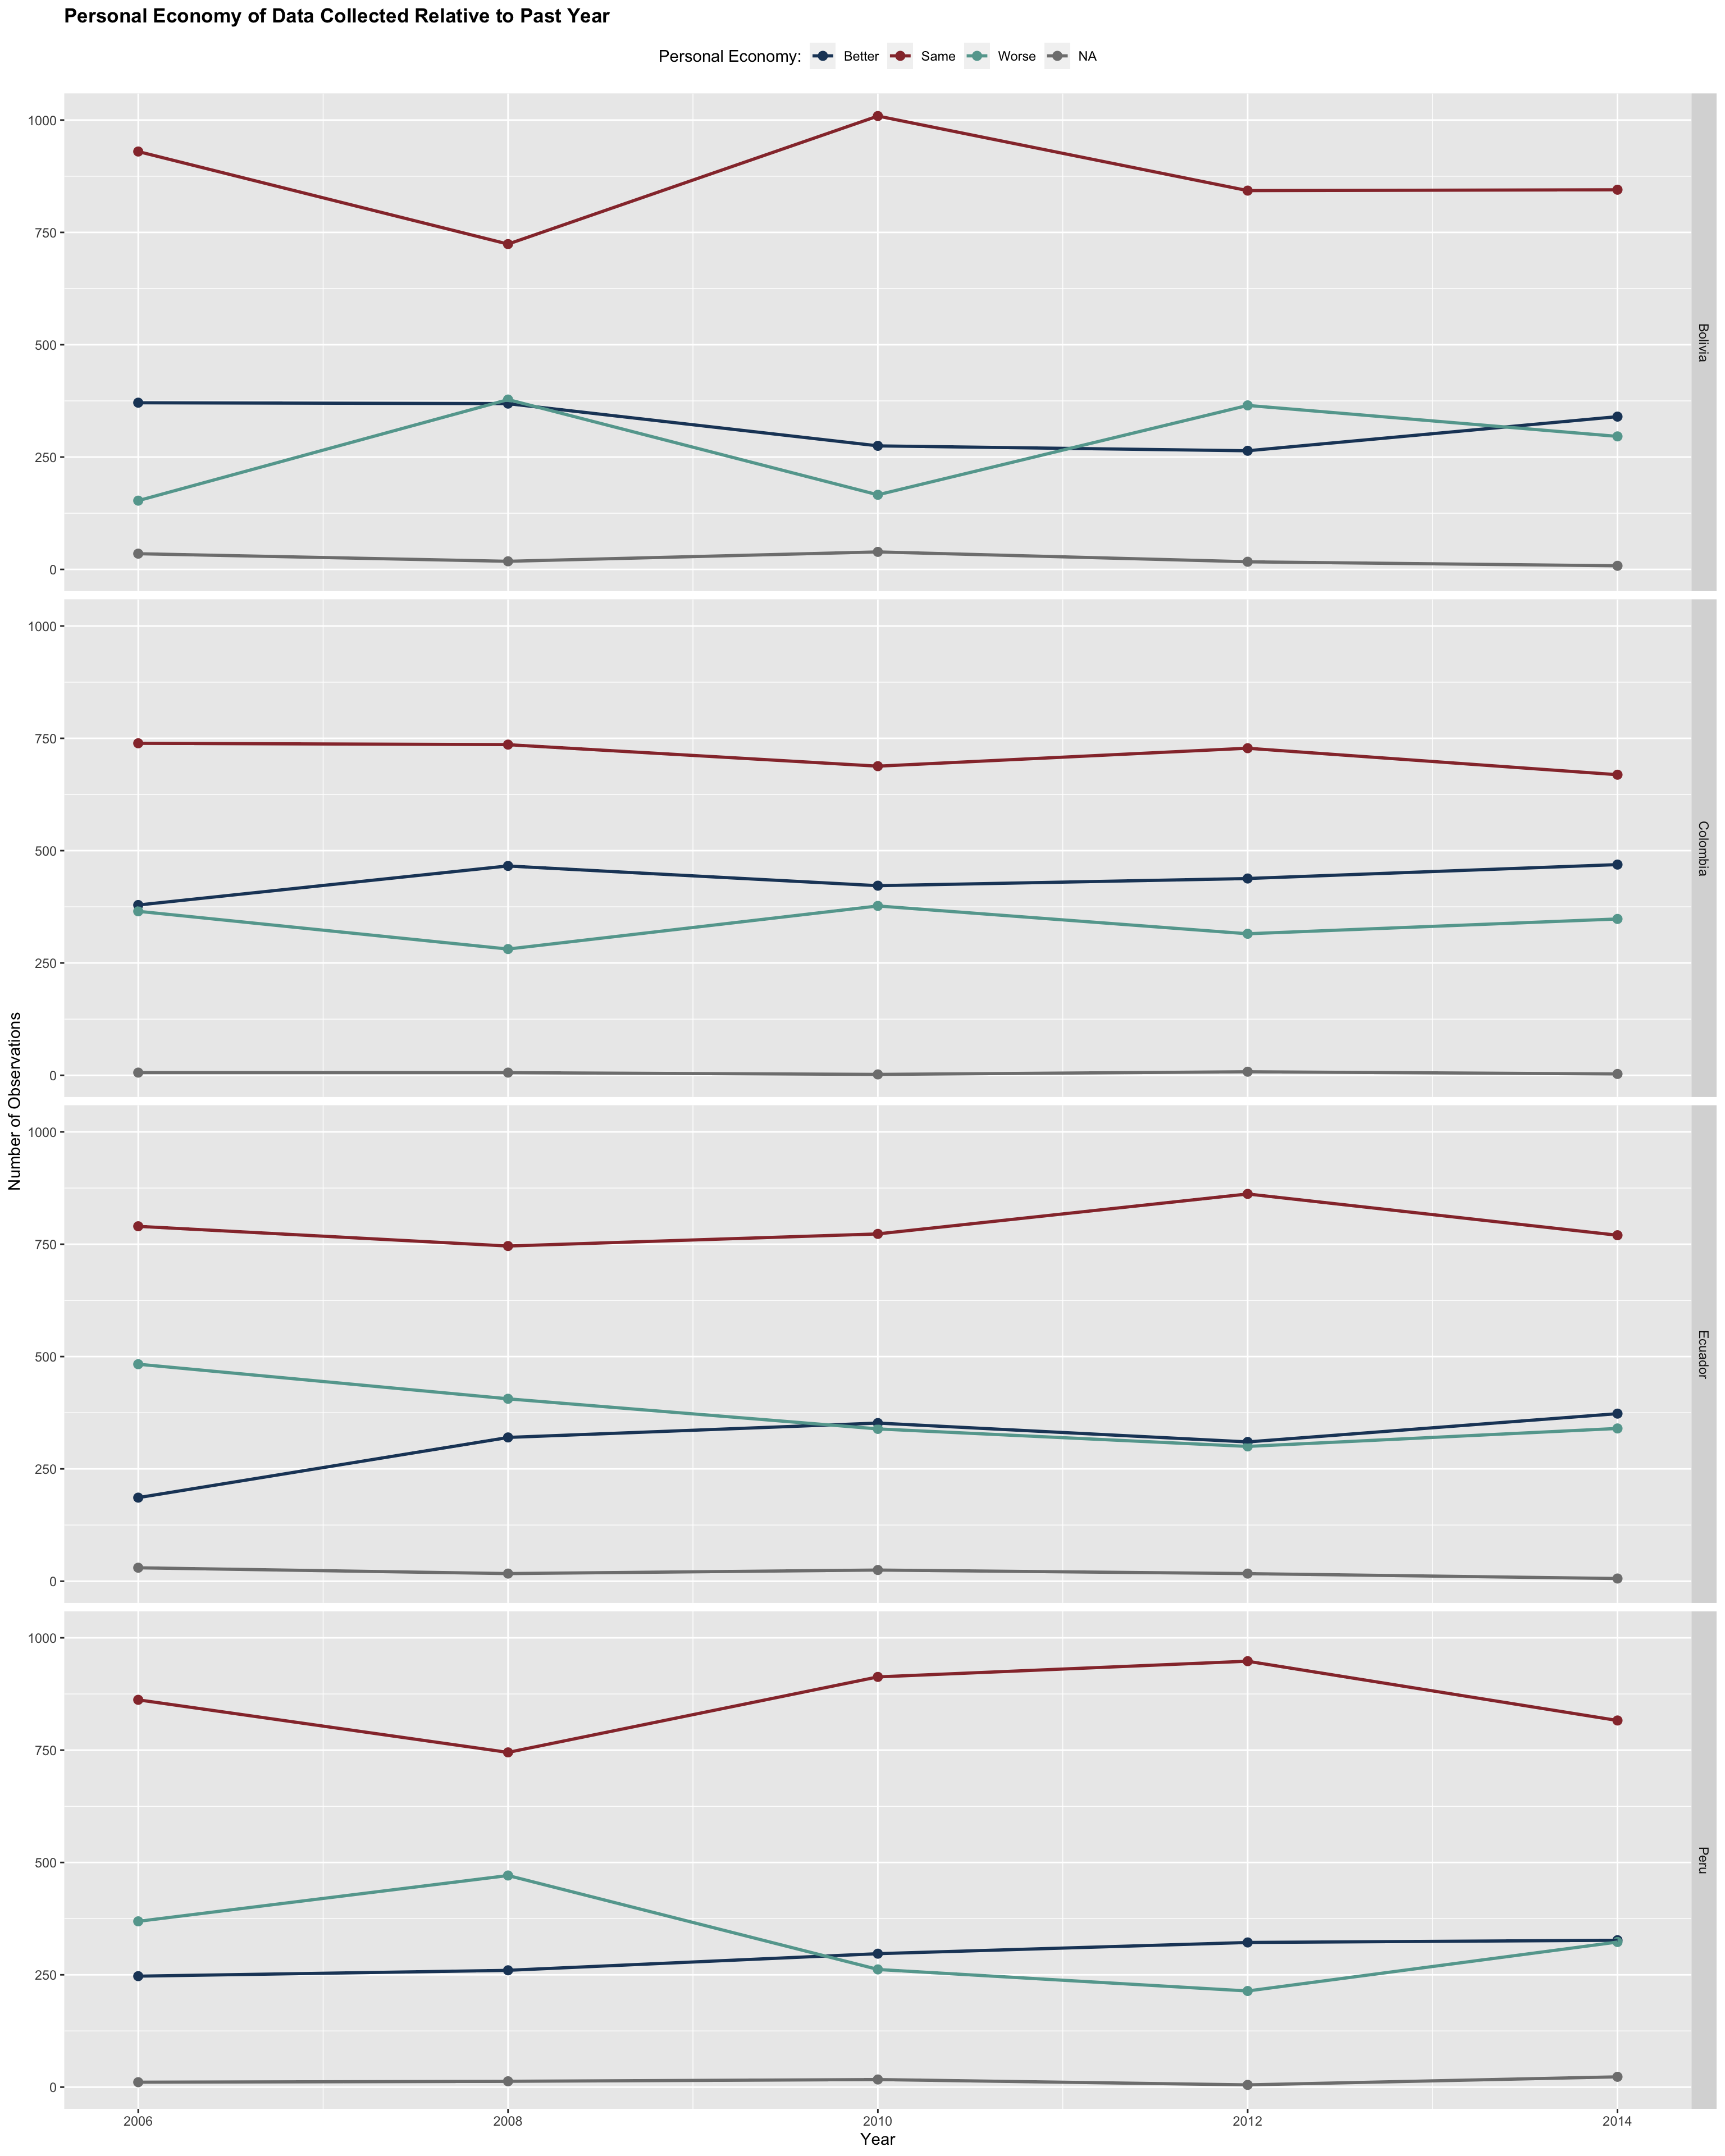 Personal Economy of Data Collected Relative to Past Year
Personal Economy: Better Same Worse NA
1000
750
500
250
0
Bolivia
1000
750
500
250
0
Colombia
Number of Observations
1000
750
500
250
0
Ecuador
1000
750
500
250
0
Peru
2006 2008 2010 2012 2014
Year